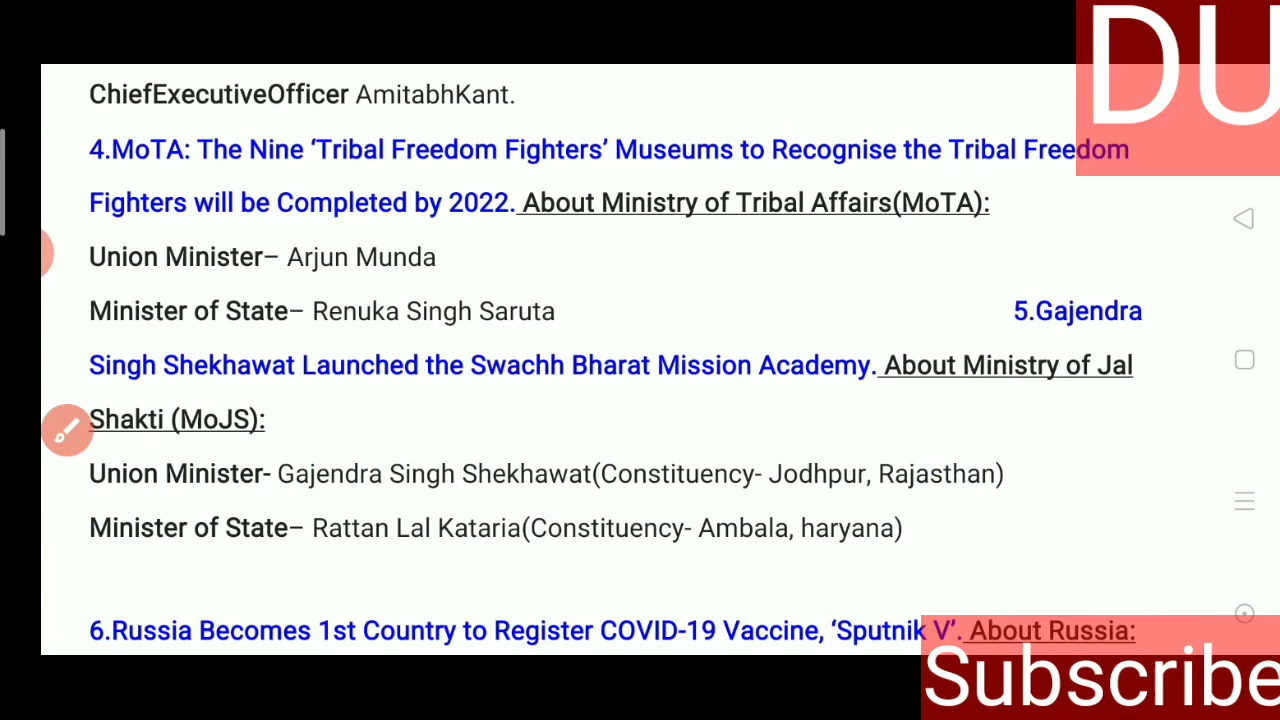 DU
ChiefExecutiveOfficer AmitabhKant.
4.MoTA: The Nine ‘Tribal Freedom Fighters’ Museums to Recognise the Tribal Freedom
Fighters will be Completed by 2022. About Ministry of Tribal Affairs(MoTA):
Union Minister– Arjun Munda
Minister of State– Renuka Singh Saruta 5.Gajendra
Singh Shekhawat Launched the Swachh Bharat Mission Academy. About Ministry of Jal
Shakti (MoJS):
Union Minister- Gajendra Singh Shekhawat(Constituency- Jodhpur, Rajasthan)
Minister of State– Rattan Lal Kataria(Constituency- Ambala, haryana)
6.Russia Becomes 1st Country to Register COVID-19 Vaccine, ‘Sputnik V’. About Russia:
Subscribe